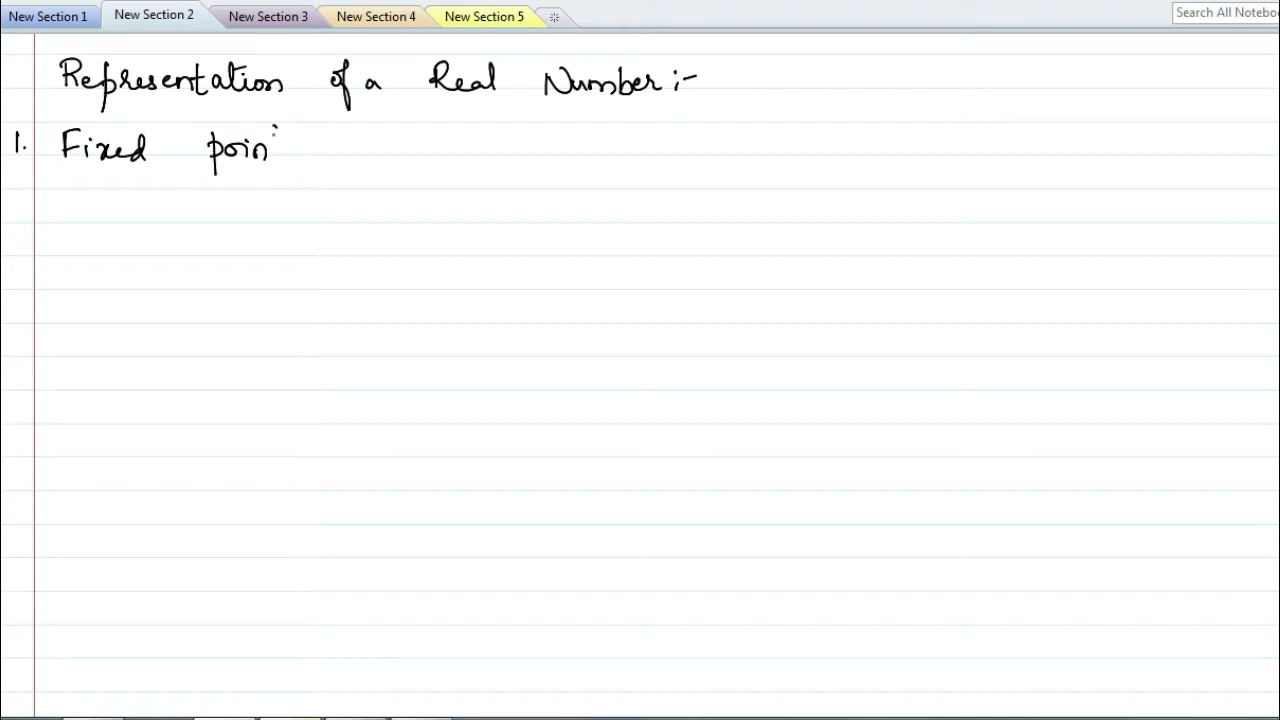 New Section 1 New Section 2 New Section 3 New Section 4 New Section 5 Search All Notebo
Representation of a Real Number :-
1. Fixed poin